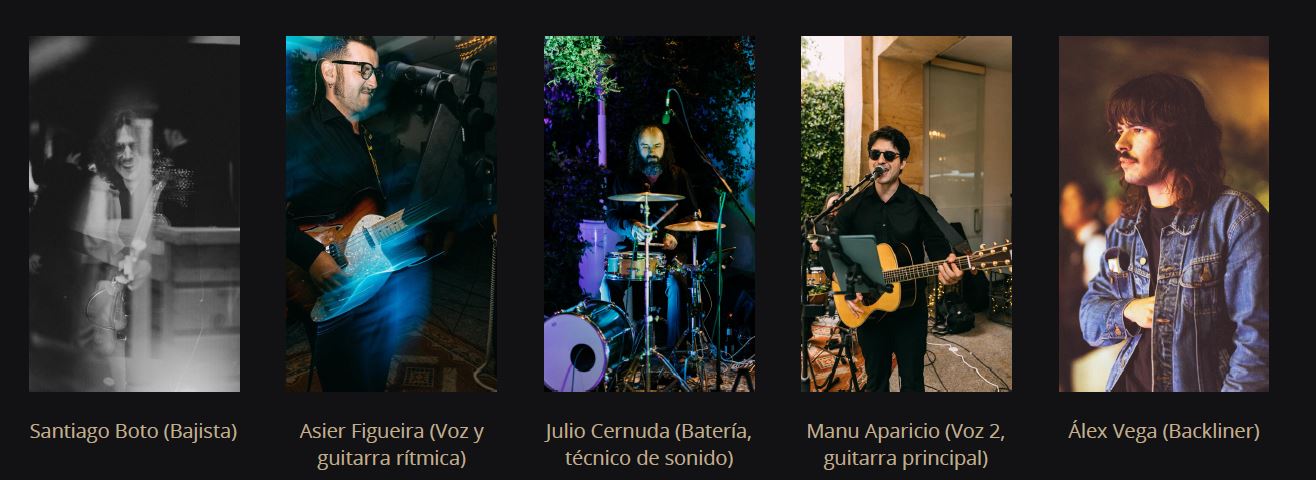 Santiago Boto (Bajista)
Asier Figueira (Voz y
guitarra rítmica)
Julio Cernuda (Batería,
técnico de sonido)
Manu Aparicio (Voz 2,
guitarra principal)
Álex Vega (Backliner)